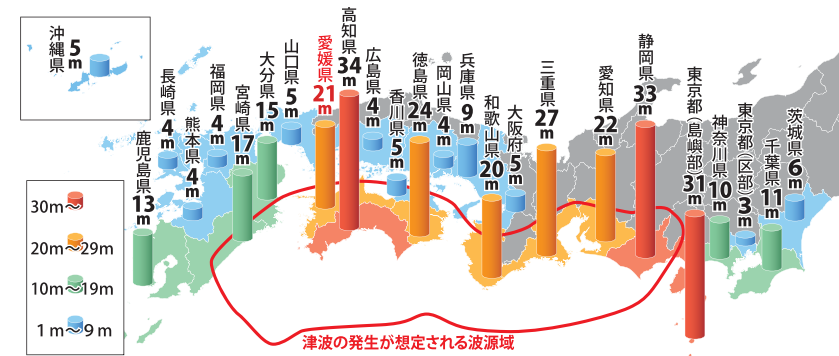 沖縄県
5m
長崎県
4m
鹿児島県
13m
福岡県
4m
熊本県
4m
宮崎県
17m
大分県
15m
山口県
5m
愛媛県
21m
高知県
34m
広島県
4m
香川県
5m
徳島県
24m
岡山県
4m
兵庫県
9m
和歌山県
20m
大阪府
5m
三重県
27m
愛知県
22m
静岡県
33m
東京都（島嶼部）
31m
神奈川県
10m
東京都（区部）
3m
千葉県
11m
茨城県
6m
30m～
20m～29m
10m～19m
1m～9m
津波の発生が想定される波源域